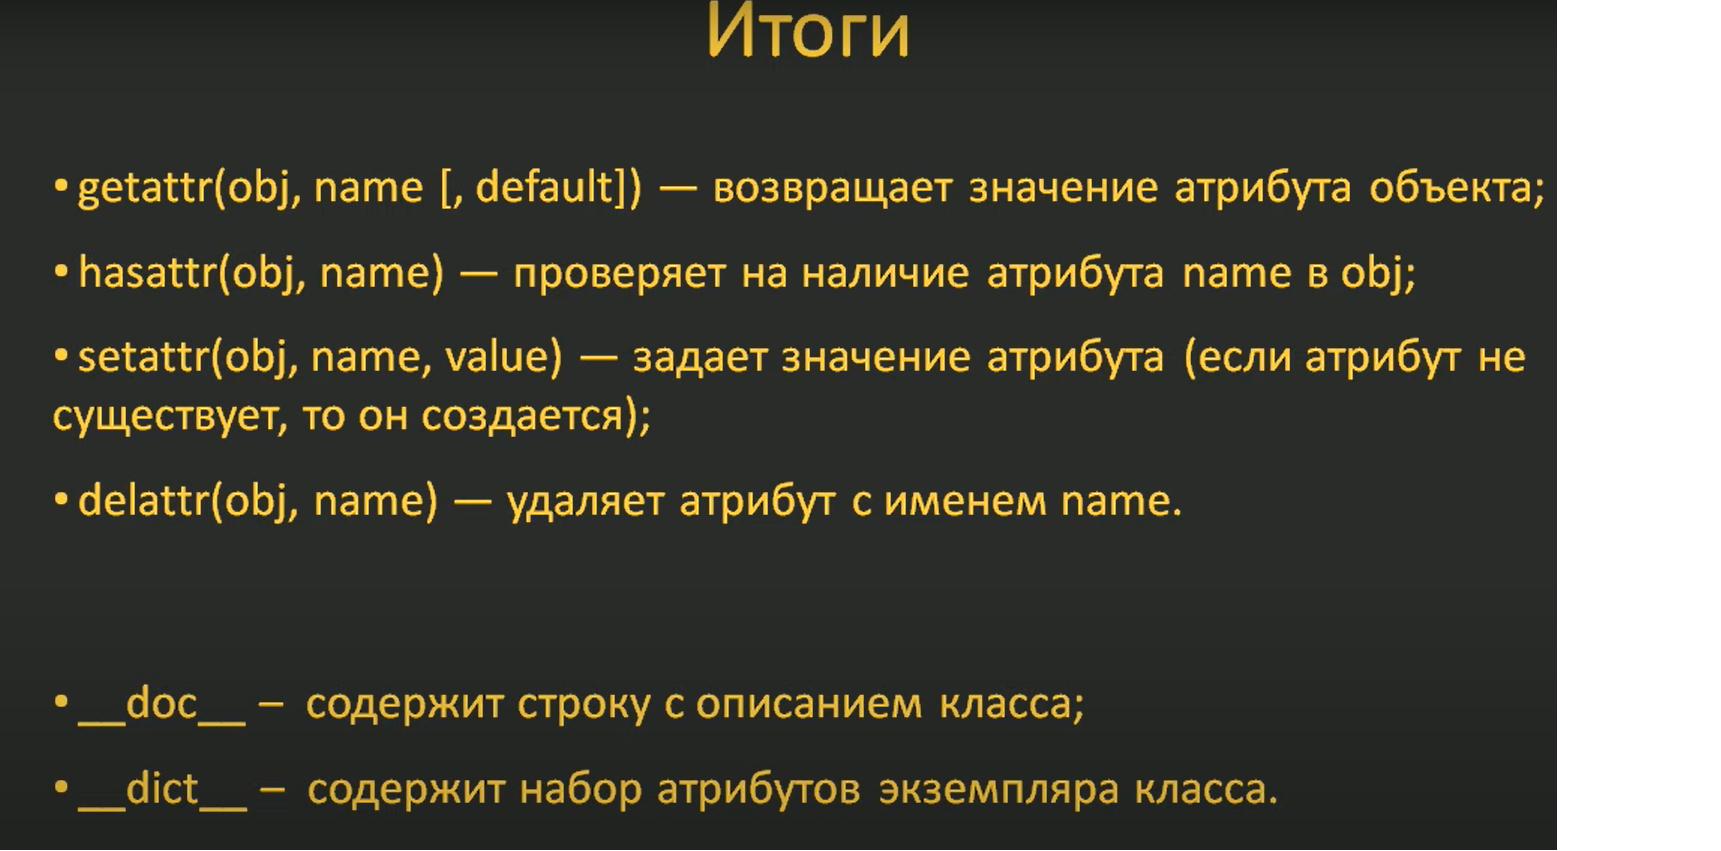 Итоги
• getattr(obj, name [, default]) — возвращает значение атрибута объекта;
• hasattr(obj, name) — проверяет на наличие атрибута name в obj;
• setattr(obj, name, value) — задает значение атрибута (если атрибут не
существует, то он создается);
• delattr(obj, name) — удаляет атрибут с именем name.
• __doc__ – содержит строку с описанием класса;
• __dict__ – содержит набор атрибутов экземпляра класса.